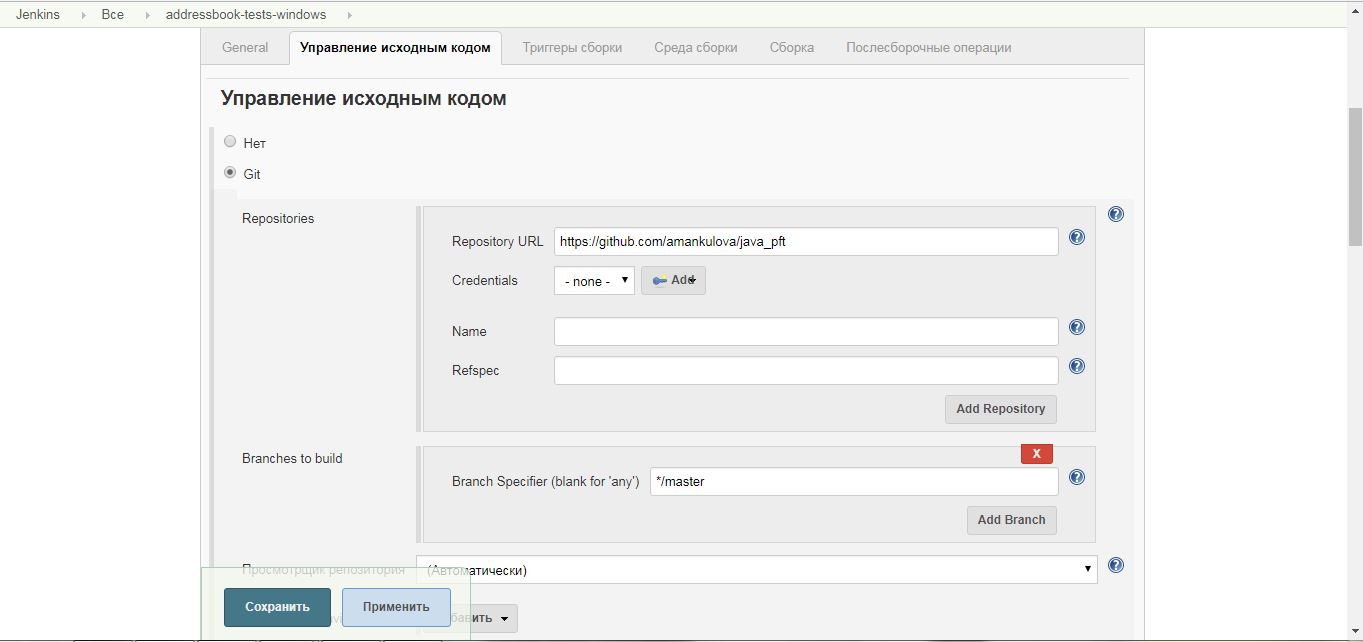 Jenkins Все addressbook-tests-windows
General Управление исходным кодом Триггеры сборки Среда сборки Сборка Послесборочные операции
Управление исходным кодом
Нет
Git
Repositories
Repository URL https://github.com/amankulova/java_pft
Credentials - none - Add
Name
Refspec
Add Repository
Branches to build
X
Branch Specifier (blank for 'any') */master
Add Branch
Просмотрщик репозитория (Автоматически)
Сохранить Применить